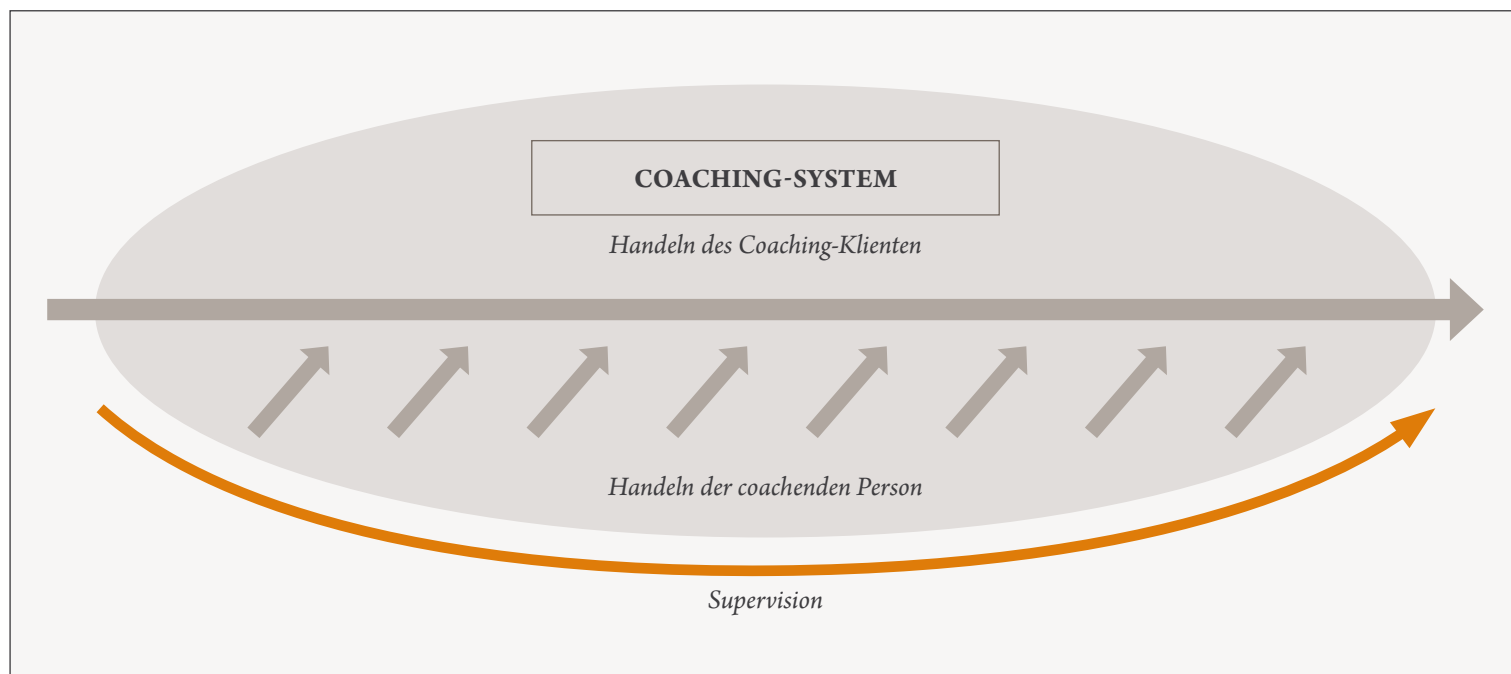 COACHING-SYSTEM
Handeln des Coaching-Klienten
Handeln der coachenden Person
Supervision